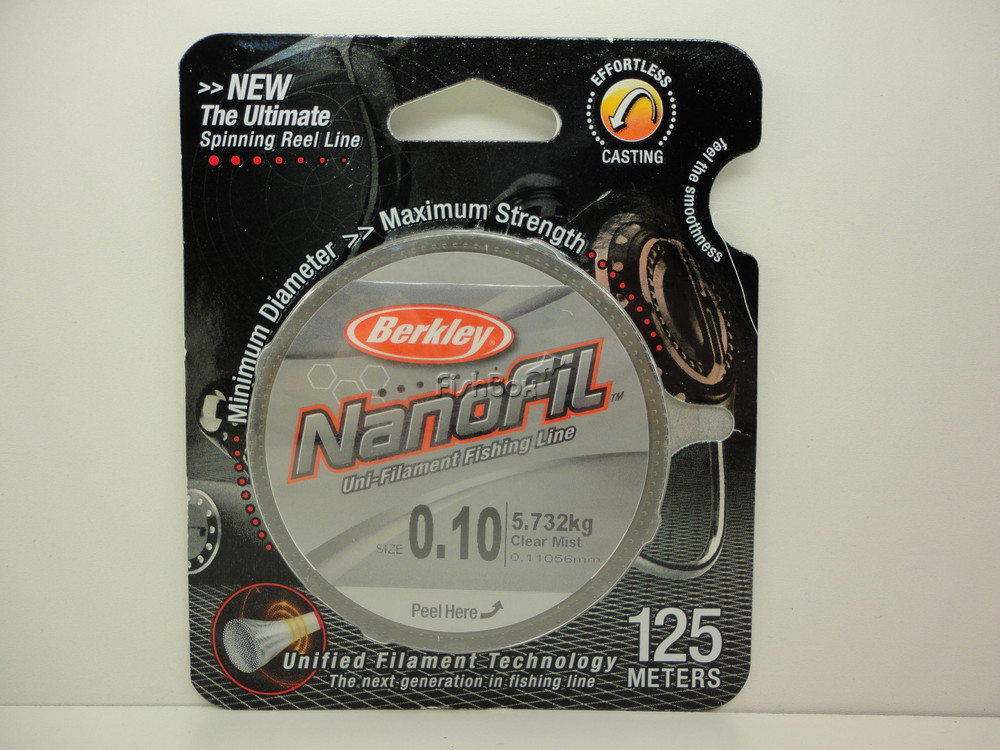 >> NEW
The Ultimate
Spinning Reel Line
EFFORTLESS
CASTING
feel the smoothness
Minimum Diameter >> Maximum Strength
Berkley®
FishBox
NanoFil™
Uni-Filament Fishing Line
SIZE 0.10
5.732kg
Clear Mist
0.11056mm
Peel Here
125
METERS
Unified Filament Technology
The next generation in fishing line